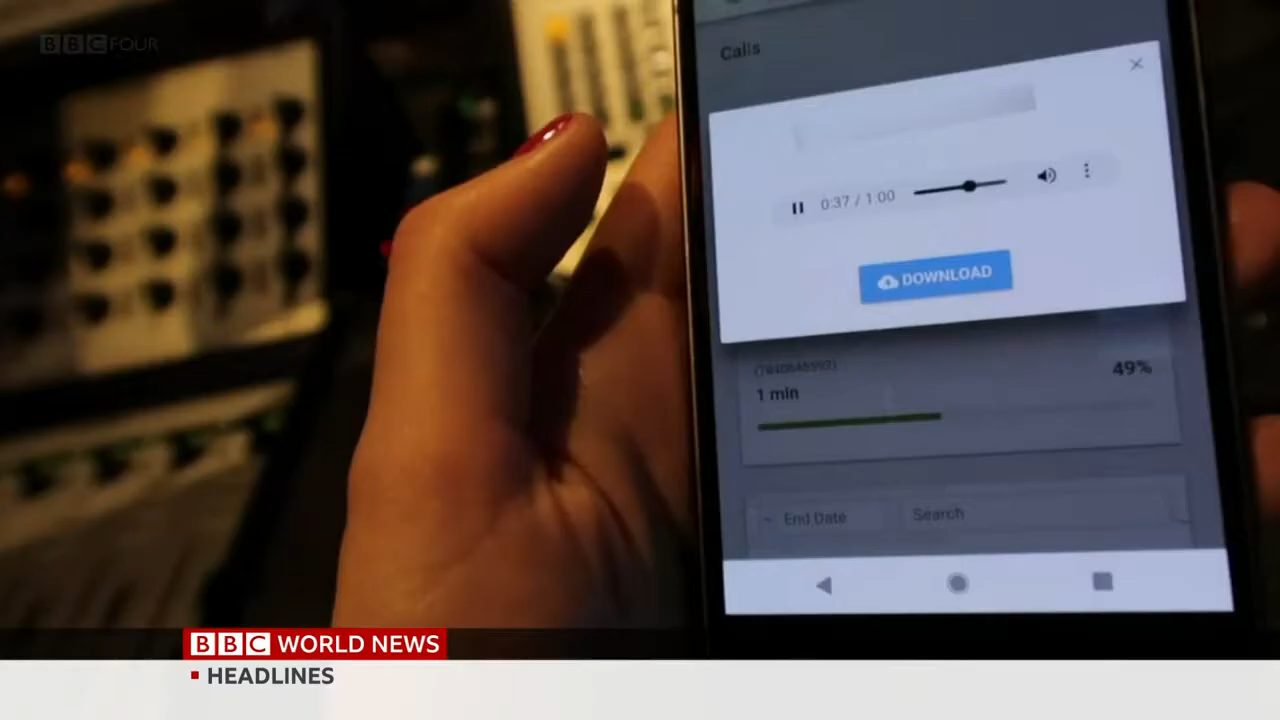 BBC FOUR
Calls
0:37 / 1:00
DOWNLOAD
49%
1 min
End Date
Search
BBC WORLD NEWS
HEADLINES